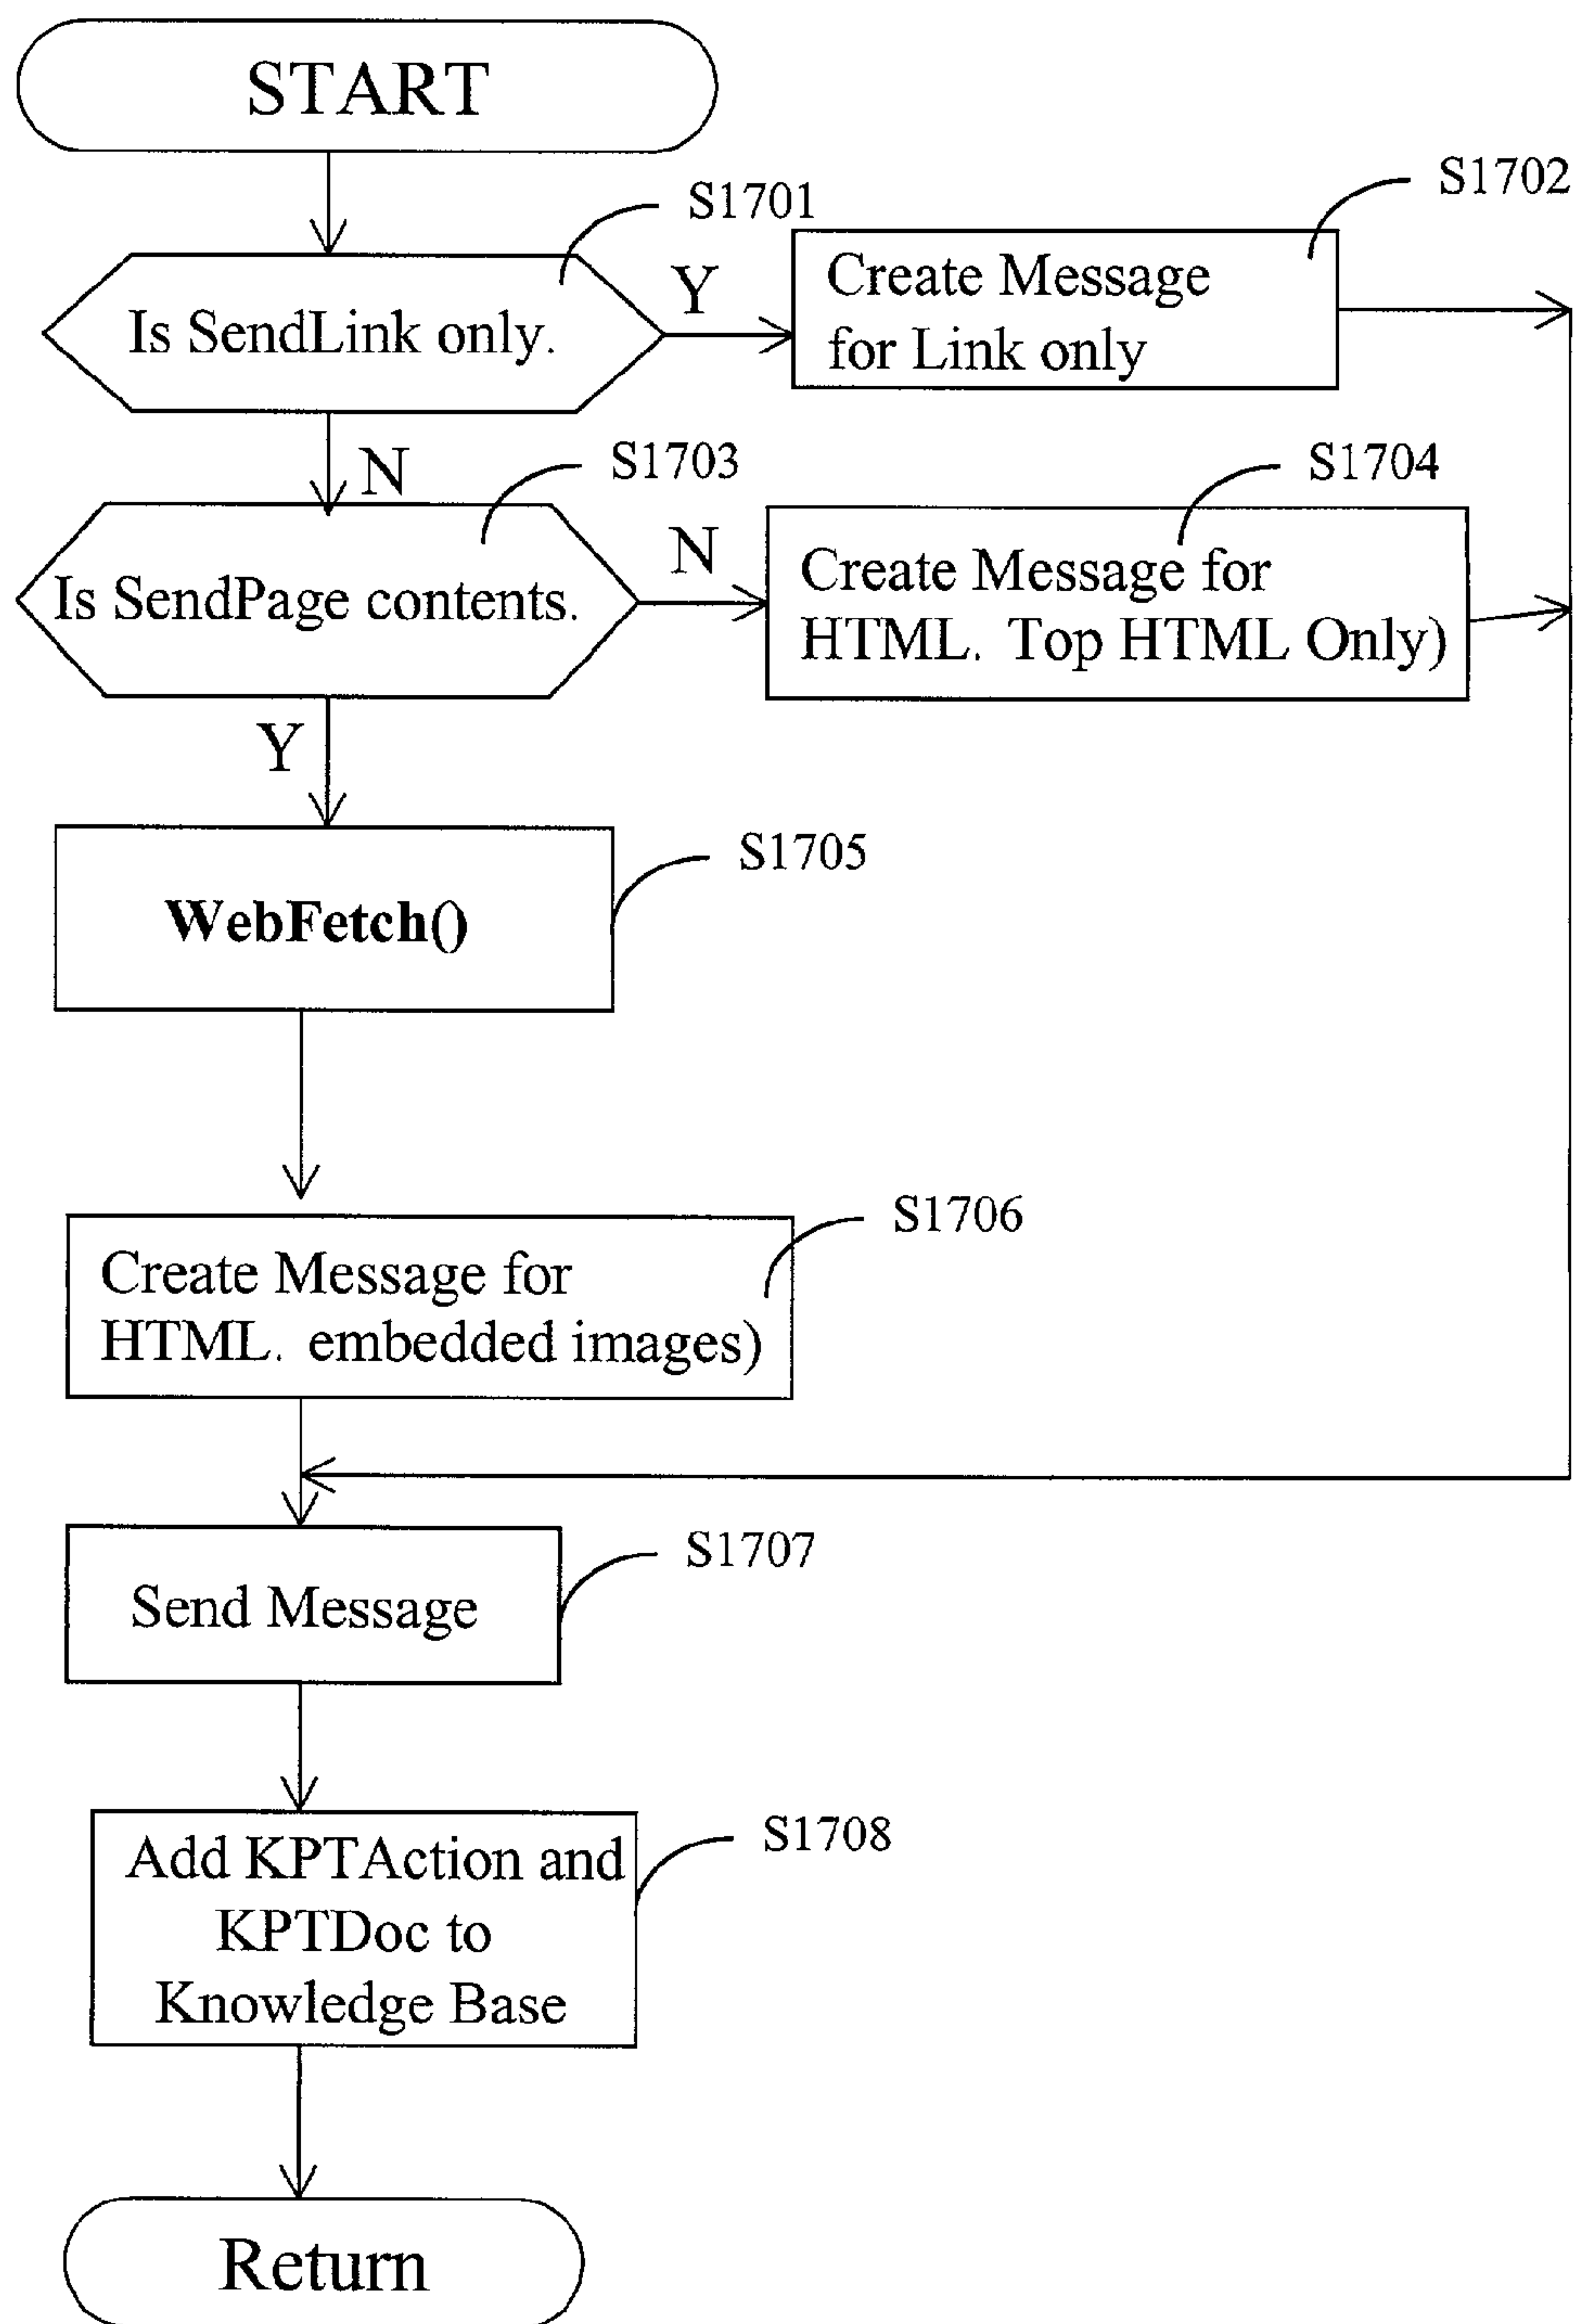 START
S1701
S1702
Is SendLink only.
Y
Create Message
for Link only
N
S1703
S1704
Is SendPage contents.
N
Create Message for
HTML. Top HTML Only)
Y
WebFetch()
S1705
S1706
Create Message for
HTML. embedded images)
S1707
Send Message
S1708
Add KPTAction and
KPTDoc to
Knowledge Base
Return